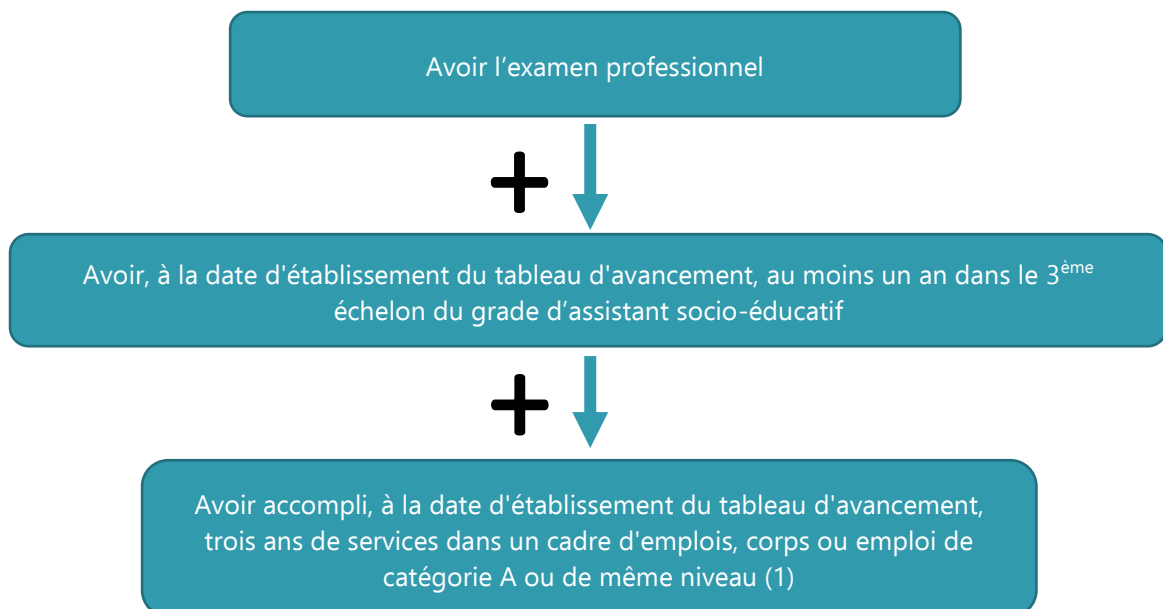 Avoir l’examen professionnel
+
Avoir, à la date d'établissement du tableau d'avancement, au moins un an dans le 3ème
échelon du grade d’assistant socio-éducatif
+
Avoir accompli, à la date d'établissement du tableau d'avancement,
trois ans de services dans un cadre d'emplois, corps ou emploi de
catégorie A ou de même niveau (1)